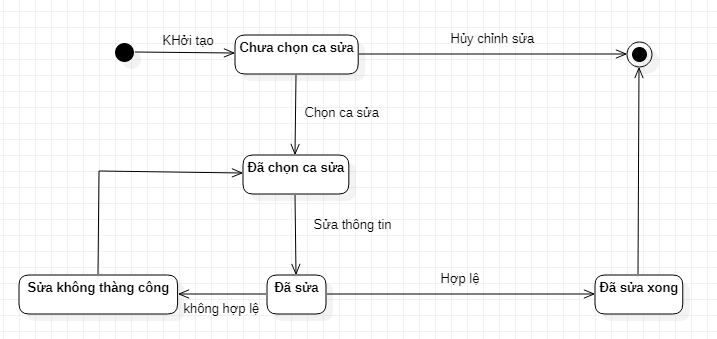 KHởi tạo
Chưa chọn ca sửa
Hủy chỉnh sửa
Chọn ca sửa
Đã chọn ca sửa
Sửa thông tin
Sửa không thàng công
không hợp lệ
Đã sửa
Hợp lệ
Đã sửa xong